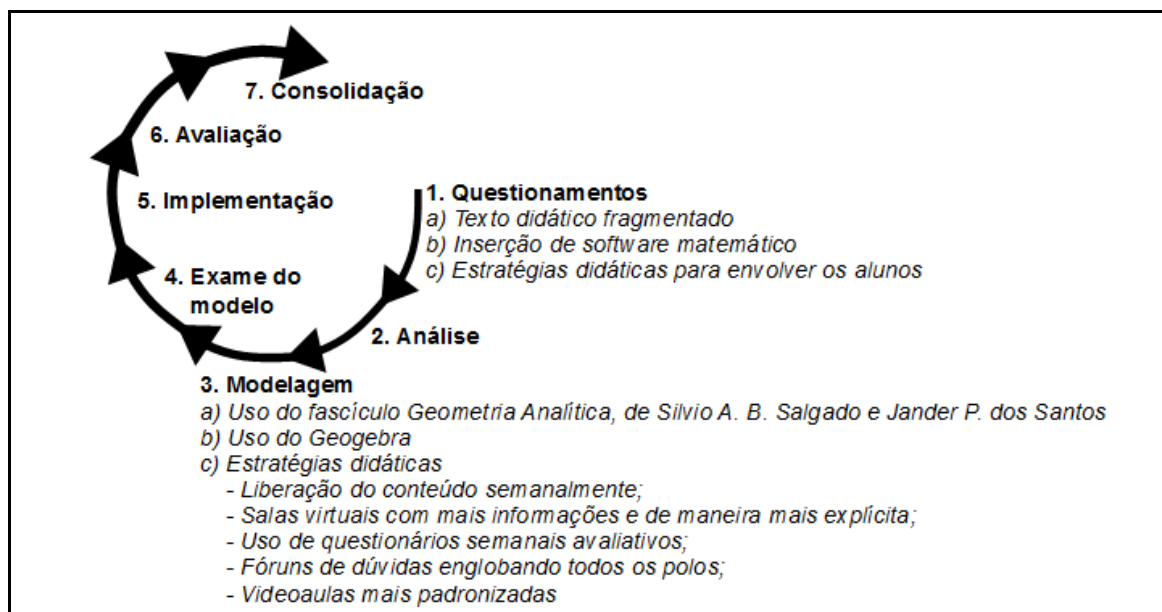 7. Consolidação
6. Avaliação
5. Implementação
4. Exame do
modelo
1. Questionamentos
a) Texto didático fragmentado
b) Inserção de software matemático
c) Estratégias didáticas para envolver os alunos
2. Análise
3. Modelagem
a) Uso do fascículo Geometria Analítica, de Silvio A. B. Salgado e Jander P. dos Santos
b) Uso do Geogebra
c) Estratégias didáticas
- Liberação do conteúdo semanalmente;
- Salas virtuais com mais informações e de maneira mais explícita;
- Uso de questionários semanais avaliativos;
- Fóruns de dúvidas englobando todos os polos;
- Videoaulas mais padronizadas